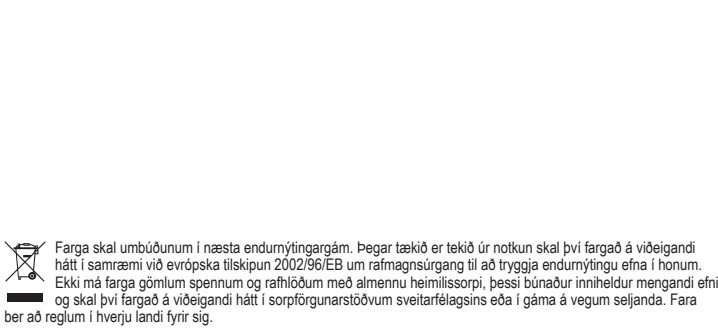 Farga skal umbúðunum í næsta endurnýtingargám. Þegar tækið er tekið úr notkun skal því fargað á viðeigandi
hátt í samræmi við evrópska tilskipun 2002/96/EB um rafmagnsúrgang til að tryggja endurnýtingu efna í honum.
Ekki má farga gömlum spennum og rafhlöðum með almennu heimilissorpi, þessi búnaður inniheldur mengandi efni
og skal því fargað á viðeigandi hátt í sorpförgunarstöðvum sveitarfélagsins eða í gáma á vegum seljanda. Fara
ber að reglum í hverju landi fyrir sig.